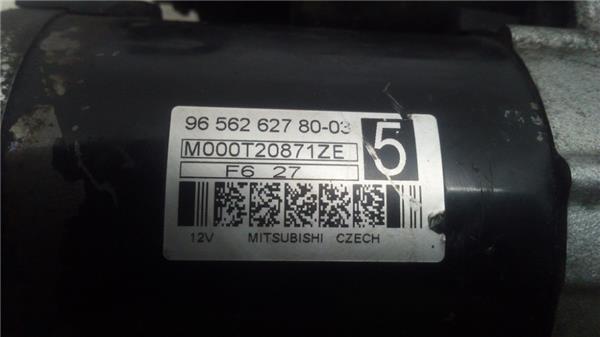 96 562 627 80-03
5
M000T20871ZE
F6 27
12V MITSUBISHI CZECH